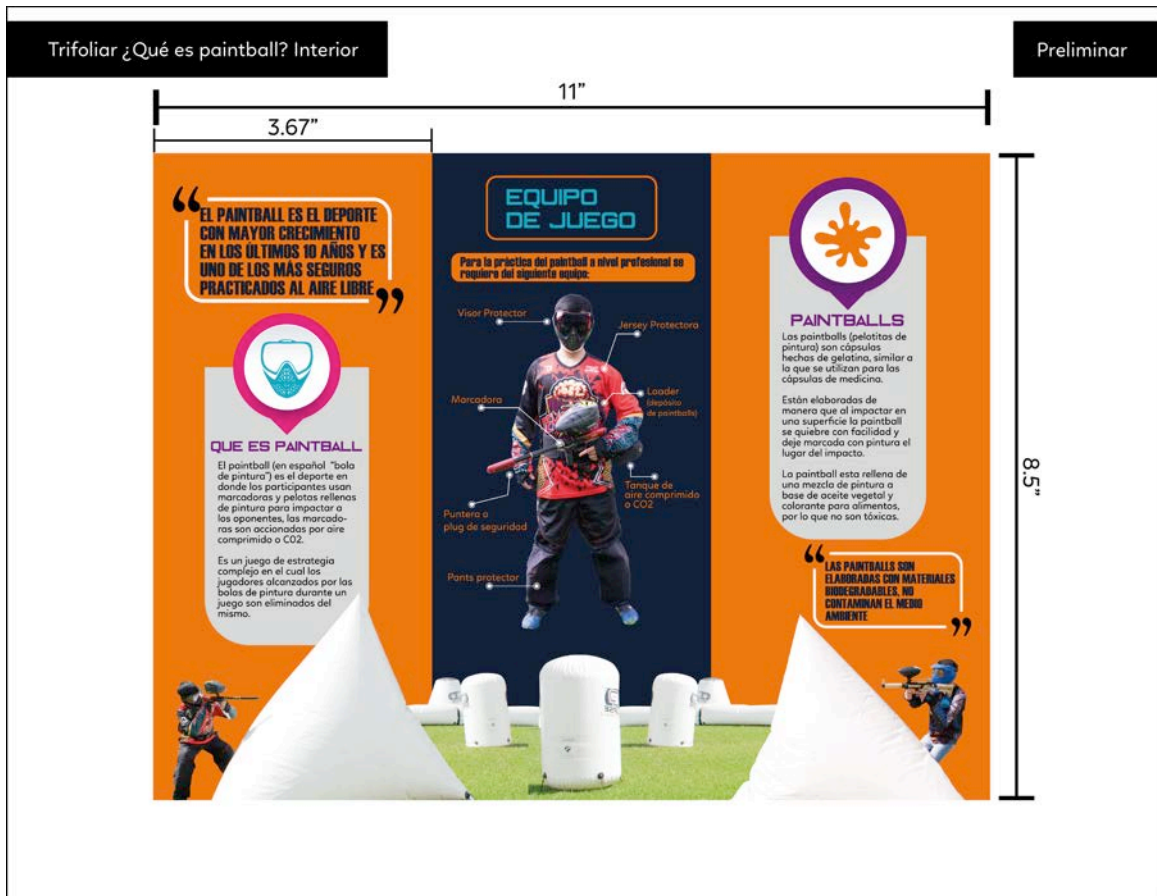 Trifoliar ¿Qué es paintball? Interior
Preliminar
11”
3.67”
8.5”
“EL PAINTBALL ES EL DEPORTE
CON MAYOR CRECIMIENTO
EN LOS ÚLTIMOS 10 AÑOS Y ES
UNO DE LOS MÁS SEGUROS
PRACTICADOS AL AIRE LIBRE”
QUE ES PAINTBALL
El paintball (en español “bola
de pintura”) es el deporte en
donde los participantes usan
marcadoras y pelotas rellenas
de pintura para impactar a
los oponentes, las marcado-
ras son accionadas por aire
comprimido o CO2.
Es un juego de estrategia
complejo en el cual los
jugadores alcanzados por las
bolas de pintura durante un
juego son eliminados del
mismo.
EQUIPO
DE JUEGO
Para la práctica del paintball a nivel profesional se
requiere del siguiente equipo:
Visor Protector
Jersey Protectora
Marcadora
Loader
(depósito
de paintballs)
Tanque de
aire comprimido
o CO2
Puntera o
plug de seguridad
Pants protector
PAINTBALLS
Las paintballs (pelotitas de
pintura) son cápsulas
hechas de gelatina, similar a
la que se utilizan para las
cápsulas de medicina.
Están elaboradas de
manera que al impactar en
una superficie la paintball
se quiebre con facilidad y
deje marcada con pintura el
lugar del impacto.
La paintball esta rellena de
una mezcla de pintura a
base de aceite vegetal y
colorante para alimentos,
por lo que no son tóxicas.
“LAS PAINTBALLS SON
ELABORADAS CON MATERIALES
BIODEGRADABLES, NO
CONTAMINAN EL MEDIO
AMBIENTE”